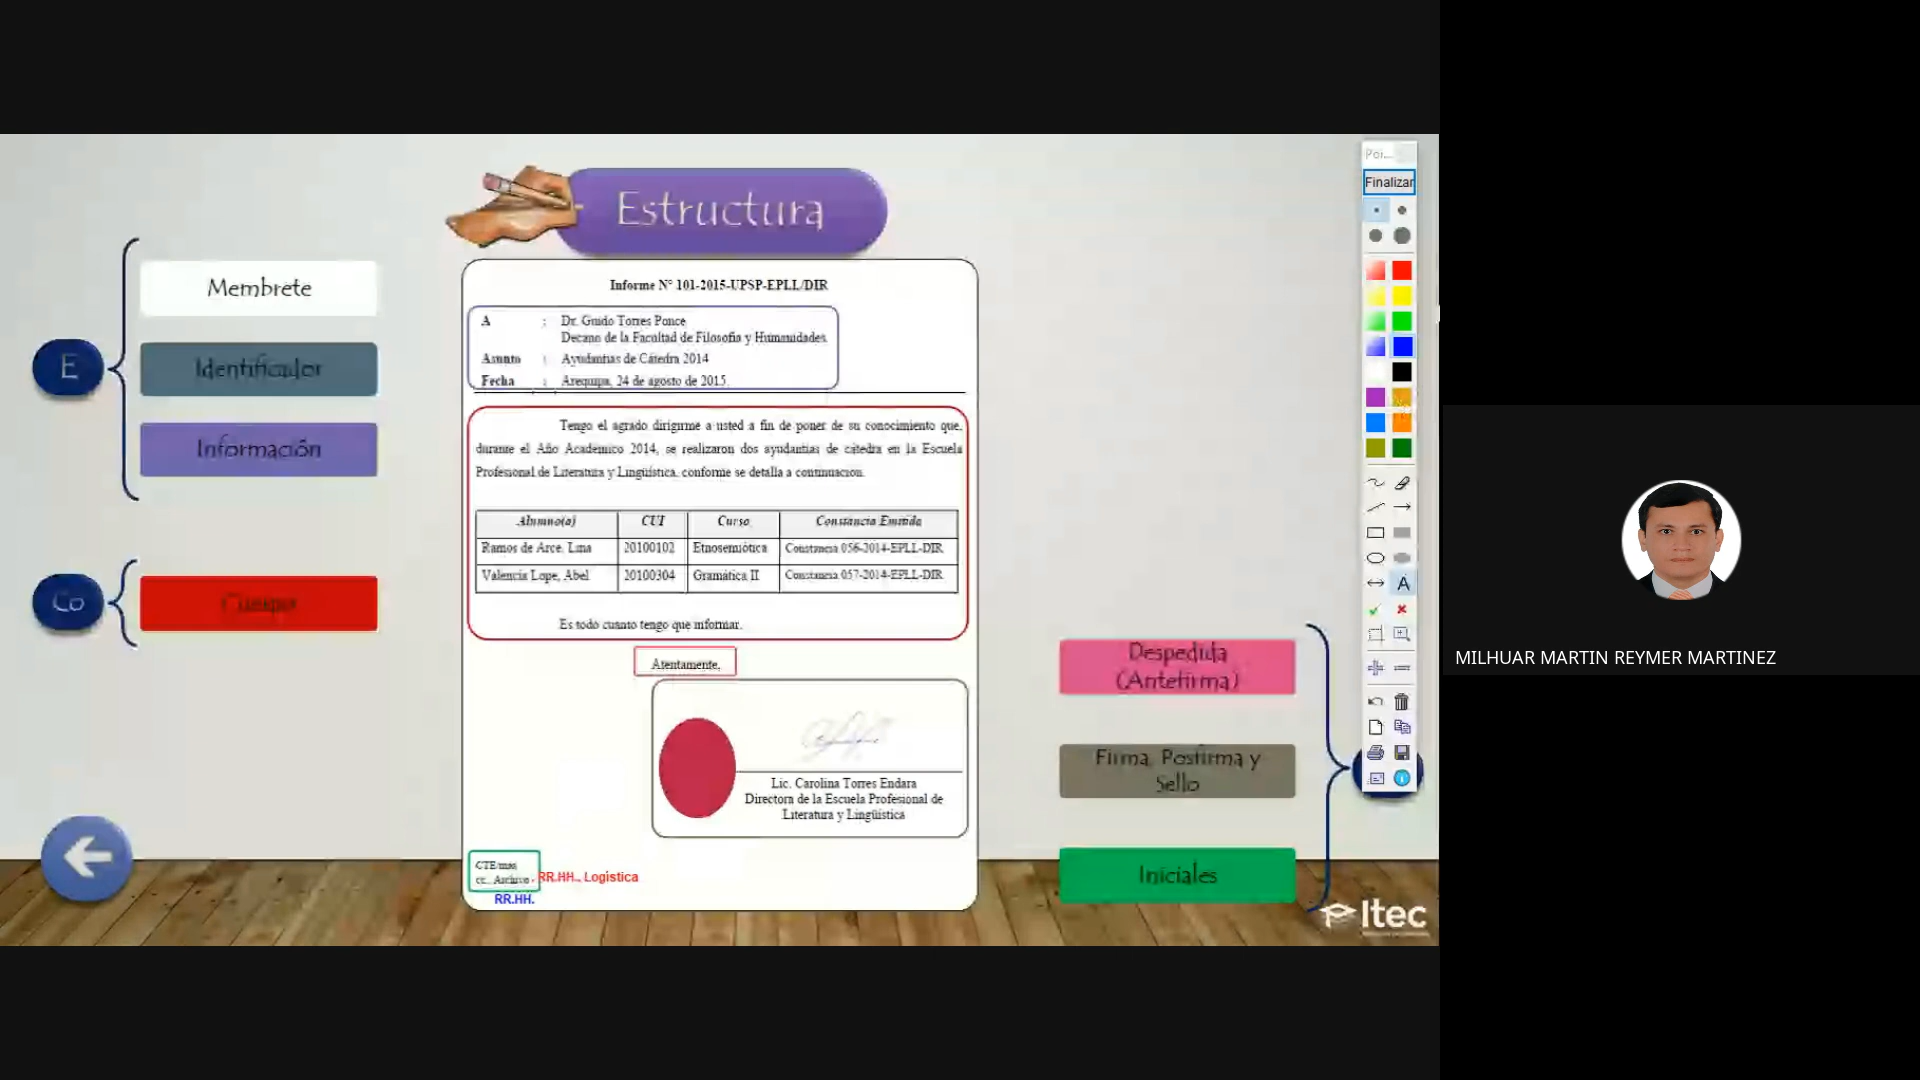 Estructura
Membrete
Identificador
Información
E
Co
Cuerpo
Informe N° 101-2015-UPSP-EPLL/DIR
A : Dr. Guido Torres Ponce
Decano de la Facultad de Filosofía y Humanidades.
Asunto : Ayudantías de Cátedra 2014
Fecha : Arequipa, 24 de agosto de 2015.
Tengo el agrado dirigirme a usted a fin de poner de su conocimiento que,
durante el Año Académico 2014, se realizaron dos ayudantías de cátedra en la Escuela
Profesional de Literatura y Lingüística, conforme se detalla a continuación.
Alumno(a) CUI Curso Constancia Emitida
Ramos de Arce, Lina 20100102 Etnosemiótica Constancia 056-2014-EPLL-DIR
Valencia Lope, Abel 20100304 Gramática II Constancia 057-2014-EPLL-DIR
Es todo cuanto tengo que informar.
Atentamente,
Lic. Carolina Torres Endara
Directora de la Escuela Profesional de
Literatura y Lingüística
cc. Archivo
, RR.HH., Logística
RR.HH.
Despedida
(Antefirma)
Firma, Posfirma y
Sello
Iniciales
Itec
Poi...
Finalizar
A
MILHUAR MARTIN REYMER MARTINEZ